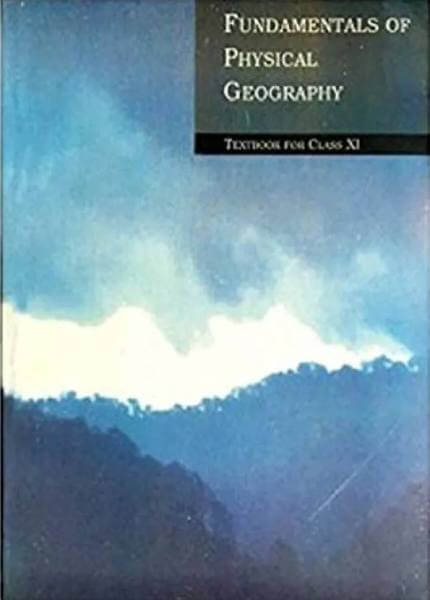 FUNDAMENTALS OF
PHYSICAL
GEOGRAPHY
TEXTBOOK FOR CLASS XI